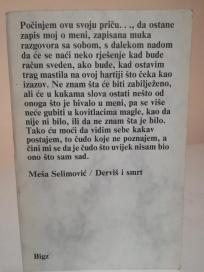 Počinjem ovu svoju priču. . ., da ostane
zapis moj o meni, zapisana muka
razgovora sa sobom, s dalekom nadom
da će se naći neko rješenje kad bude
račun sveden, ako bude, kad ostavim
trag mastila na ovoj hartiji što čeka kao
izazov. Ne znam šta će biti zabilježeno,
ali će u kukama slova ostati nešto od
onoga što je bivalo u meni, pa se više
neće gubiti u kovitlacima magle, kao da
nije ni bilo, ili da ne znam šta je bilo.
Tako ću moći da vidim sebe kakav
postajem, to čudo koje ne poznajem, a
čini mi se da je čudo što uvijek nisam bio
ono što sam sad.
Meša Selimović / Derviš i smrt
Bigz